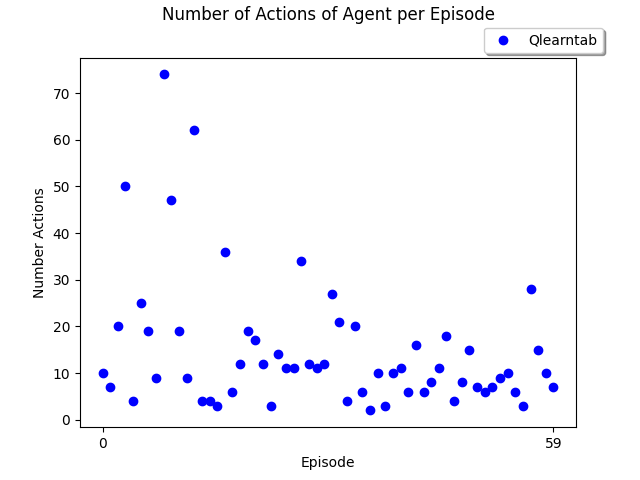 Number of Actions of Agent per Episode
Qlearntab
70
60
50
40
30
20
10
0
Number Actions
0 59
Episode